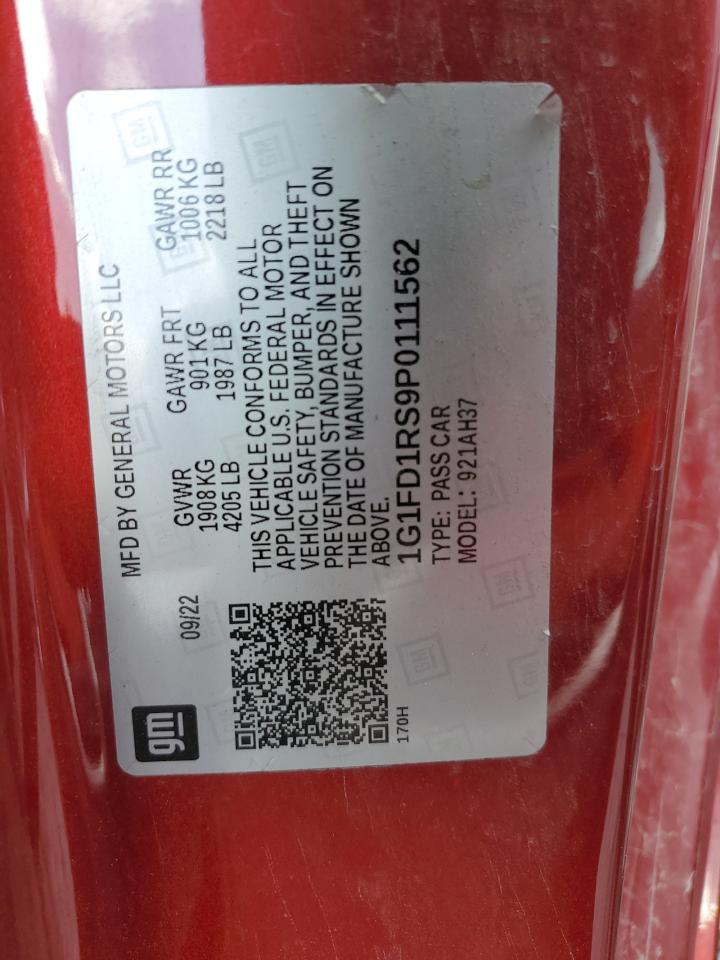 gm
MFD BY GENERAL MOTORS LLC
09/22
GVWR GAWR FRT GAWR RR
1908 KG 901 KG 1006 KG
4205 LB 1987 LB 2218 LB
THIS VEHICLE CONFORMS TO ALL
APPLICABLE U.S. FEDERAL MOTOR
VEHICLE SAFETY, BUMPER, AND THEFT
PREVENTION STANDARDS IN EFFECT ON
THE DATE OF MANUFACTURE SHOWN
ABOVE.
1G1FD1RS9P0111562
TYPE: PASS CAR
MODEL: 921AH37
170H